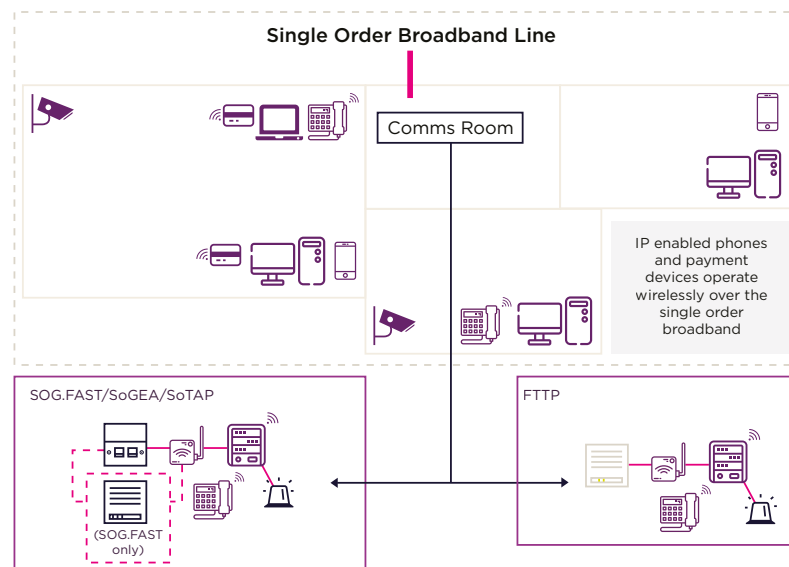 Single Order Broadband Line
Comms Room
IP enabled phones
and payment
devices operate
wirelessly over the
single order
broadband
SOG.FAST/SoGEA/SoTAP
(SOG.FAST
only)
FTTP